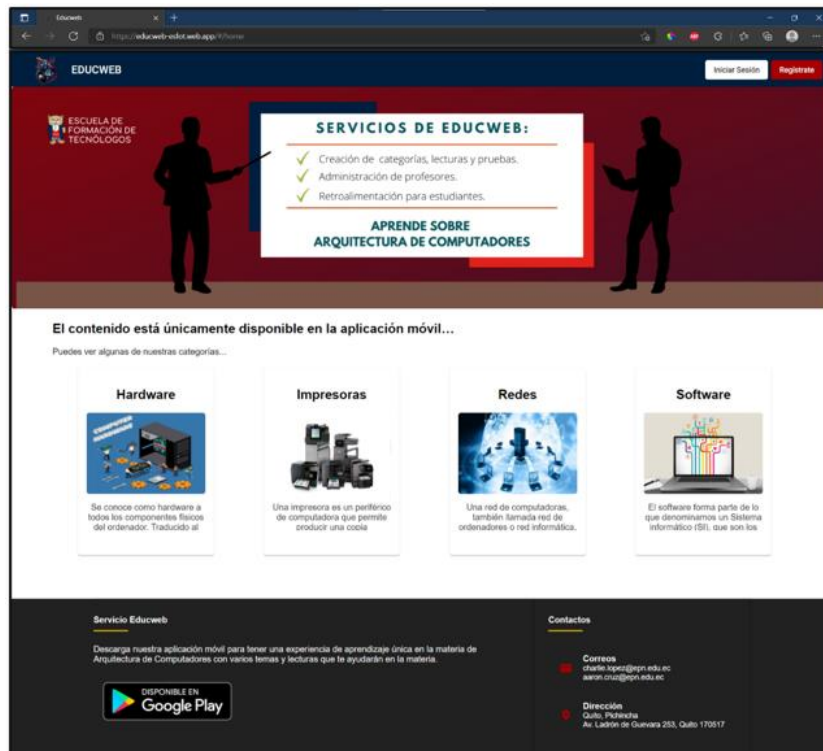 Educweb
https://educweb-esfot.web.app/#/home
EDUCWEB
Iniciar Sesión
Regístrate
ESCUELA DE
FORMACIÓN DE
TECNÓLOGOS
SERVICIOS DE EDUCWEB:
Creación de categorías, lecturas y pruebas.
Administración de profesores.
Retroalimentación para estudiantes.
APRENDE SOBRE
ARQUITECTURA DE COMPUTADORES
El contenido está únicamente disponible en la aplicación móvil...
Puedes ver algunas de nuestras categorías...
Hardware
COMPUTER
HARDWARE
Se conoce como hardware a
todos los componentes físicos
del ordenador. Traducido al
Impresoras
Una impresora es un periférico
de computadora que permite
producir una copia
Redes
Una red de computadoras,
también llamada red de
ordenadores o red informática,
Software
El software forma parte de lo
que denominamos un Sistema
informático (SI), que son los
Servicio Educweb
Descarga nuestra aplicación móvil para tener una experiencia de aprendizaje única en la materia de
Arquitectura de Computadores con varios temas y lecturas que te ayudarán en la materia.
DISPONIBLE EN
Google Play
Contactos
Correos
charlie.lopez@epn.edu.ec
aaron.cruz@epn.edu.ec
Dirección
Quito, Pichincha
Av. Ladrón de Guevara 253, Quito 170517